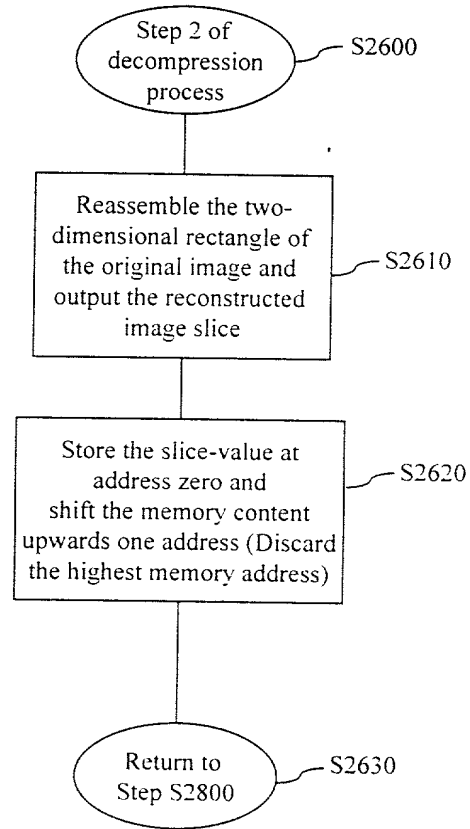 Step 2 of
decompression
process
S2600
Reassemble the two-
dimensional rectangle of
the original image and
output the reconstructed
image slice
S2610
Store the slice-value at
address zero and
shift the memory content
upwards one address (Discard
the highest memory address)
S2620
Return to
Step S2800
S2630